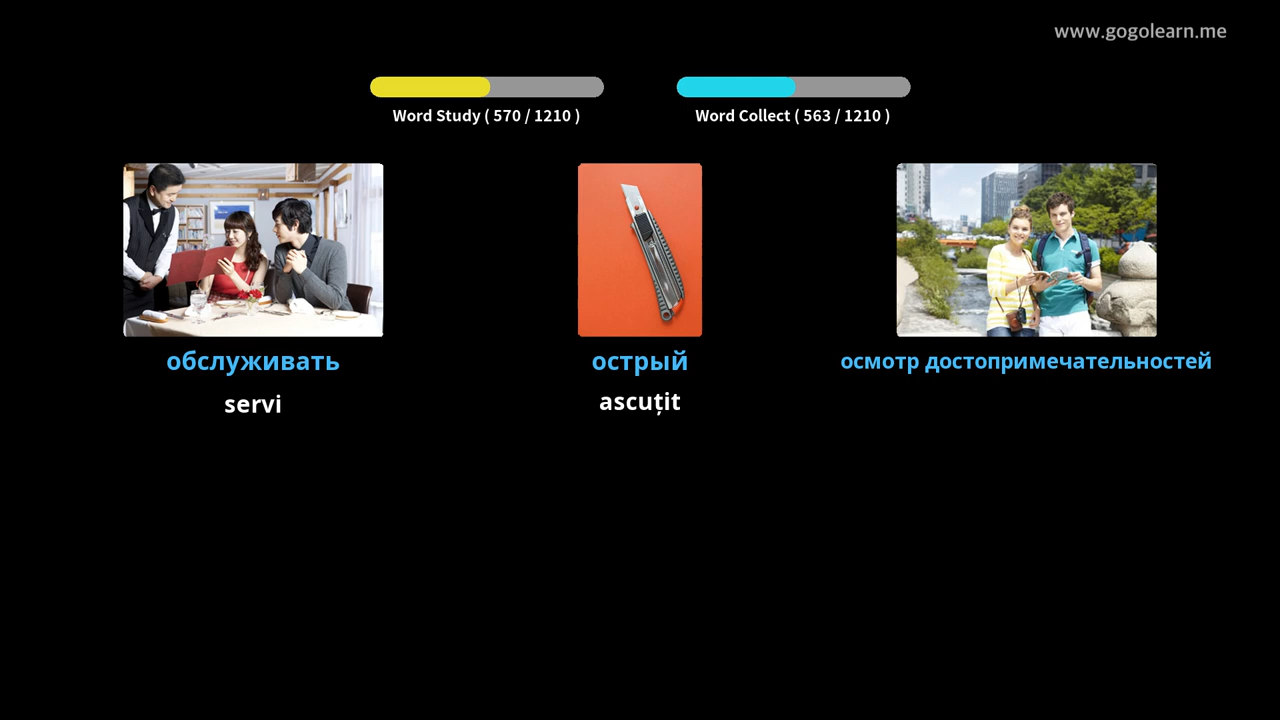 www.gogolearn.me
Word Study ( 570 / 1210 )
Word Collect ( 563 / 1210 )
обслуживать
острый
осмотр достопримечательностей
servi
ascuțit